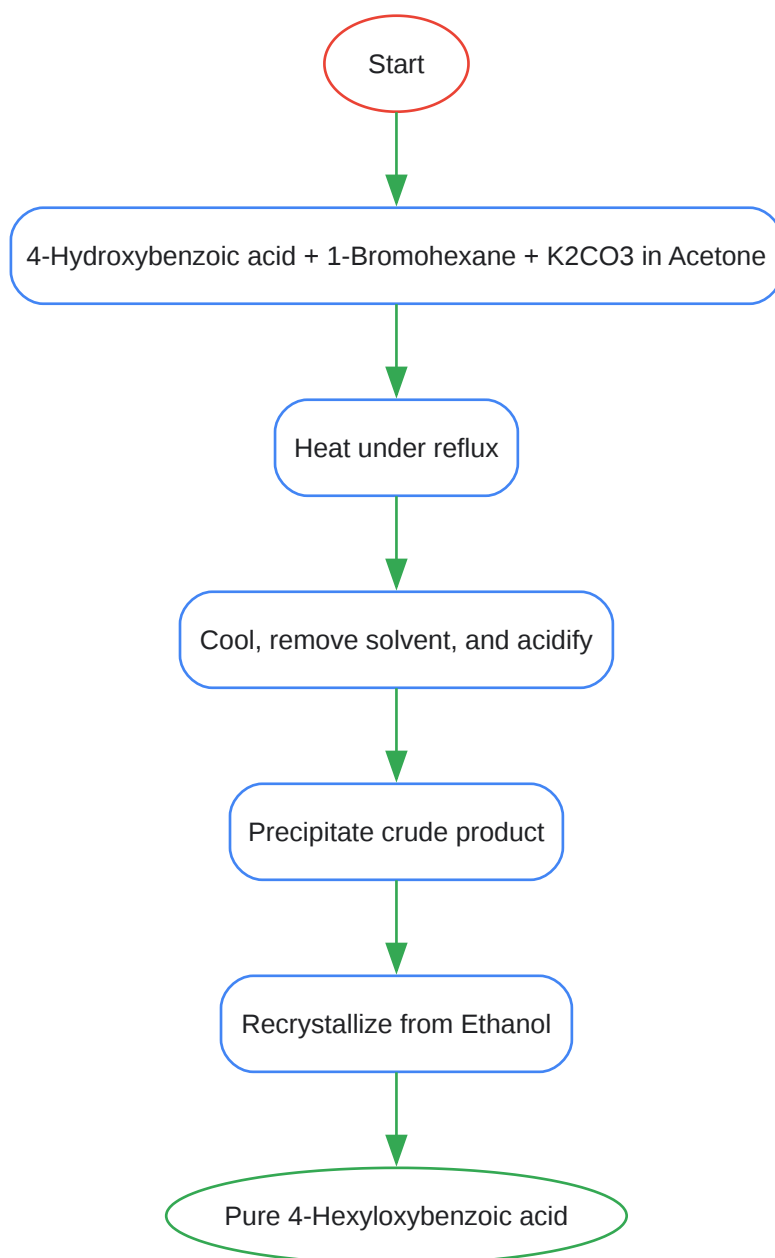 Start
4-Hydroxybenzoic acid + 1-Bromohexane + K2CO3 in Acetone
Heat under reflux
Cool, remove solvent, and acidify
Precipitate crude product
Recrystallize from Ethanol
Pure 4-Hexyloxybenzoic acid